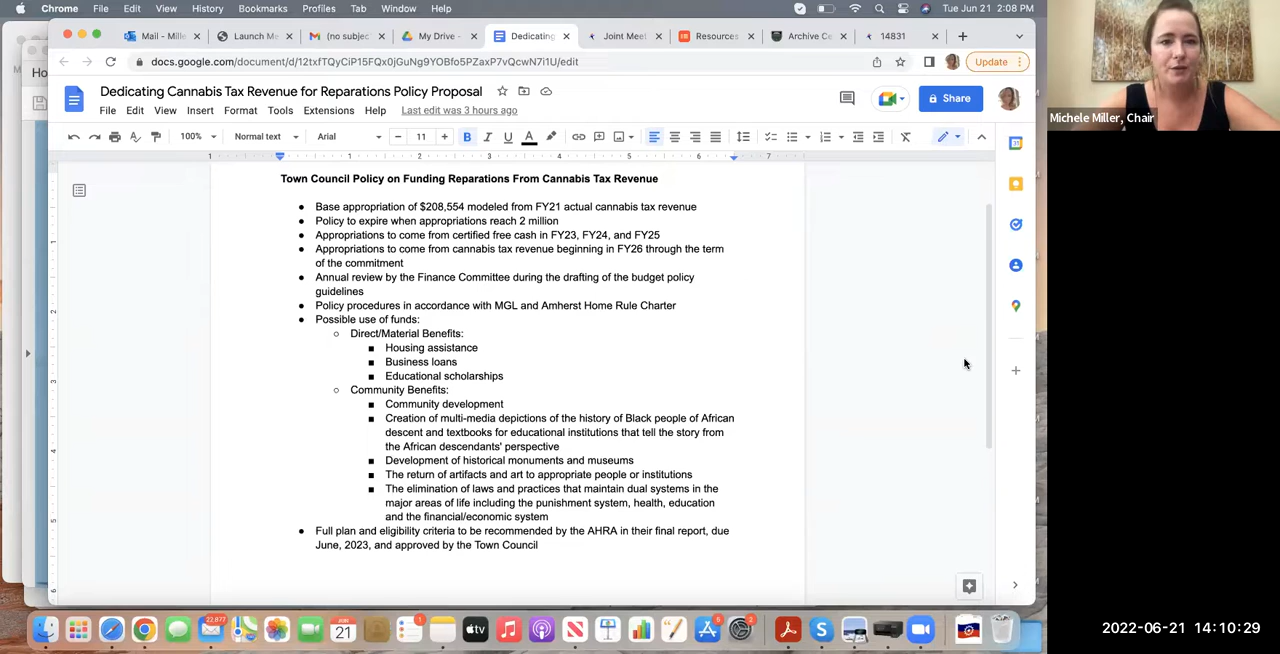 Chrome File Edit View History Bookmarks Profiles Tab Window Help Tue Jun 21 2:08 PM
Mail - Mille Launch Me (no subjec My Drive - Dedicating Joint Meet Resources Archive Ce 14831
docs.google.com/document/d/12txfTQyCiP15FQx0jGuNg9YOBfo5PZaxP7vQcwN7i1U/edit Update
Dedicating Cannabis Tax Revenue for Reparations Policy Proposal
File Edit View Insert Format Tools Extensions Help Last edit was 3 hours ago
Share
100% Normal text Arial 11
Michele Miller, Chair
Town Council Policy on Funding Reparations From Cannabis Tax Revenue
● Base appropriation of $208,554 modeled from FY21 actual cannabis tax revenue
● Policy to expire when appropriations reach 2 million
● Appropriations to come from certified free cash in FY23, FY24, and FY25
● Appropriations to come from cannabis tax revenue beginning in FY26 through the term
of the commitment
● Annual review by the Finance Committee during the drafting of the budget policy
guidelines
● Policy procedures in accordance with MGL and Amherst Home Rule Charter
● Possible use of funds:
○ Direct/Material Benefits:
■ Housing assistance
■ Business loans
■ Educational scholarships
○ Community Benefits:
■ Community development
■ Creation of multi-media depictions of the history of Black people of African
descent and textbooks for educational institutions that tell the story from
the African descendants' perspective
■ Development of historical monuments and museums
■ The return of artifacts and art to appropriate people or institutions
■ The elimination of laws and practices that maintain dual systems in the
major areas of life including the punishment system, health, education
and the financial/economic system
● Full plan and eligibility criteria to be recommended by the AHRA in their final report, due
June, 2023, and approved by the Town Council
2022-06-21 14:10:29